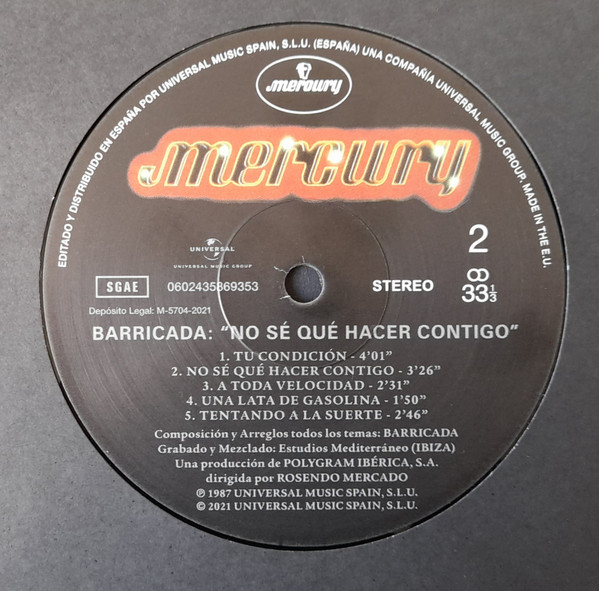 EDITADO Y DISTRIBUIDO EN ESPAÑA POR UNIVERSAL MUSIC SPAIN, S.L.U. (ESPAÑA) UNA COMPAÑIA UNIVERSAL MUSIC GROUP. MADE IN THE E.U.
mercury
mercury
UNIVERSAL
UNIVERSAL MUSIC GROUP
2
SGAE
0602435869353
STEREO
33 1/3
Depósito Legal: M-5704-2021
BARRICADA: “NO SÉ QUÉ HACER CONTIGO”
1. TU CONDICIÓN - 4’01”
2. NO SÉ QUÉ HACER CONTIGO - 3’26”
3. A TODA VELOCIDAD - 2’31”
4. UNA LATA DE GASOLINA - 1’50”
5. TENTANDO A LA SUERTE - 2’46”
Composición y Arreglos todos los temas: BARRICADA
Grabado y Mezclado: Estudios Mediterráneo (IBIZA)
Una producción de POLYGRAM IBÉRICA, S.A.
dirigida por ROSENDO MERCADO
℗ 1987 UNIVERSAL MUSIC SPAIN, S.L.U.
© 2021 UNIVERSAL MUSIC SPAIN, S.L.U.